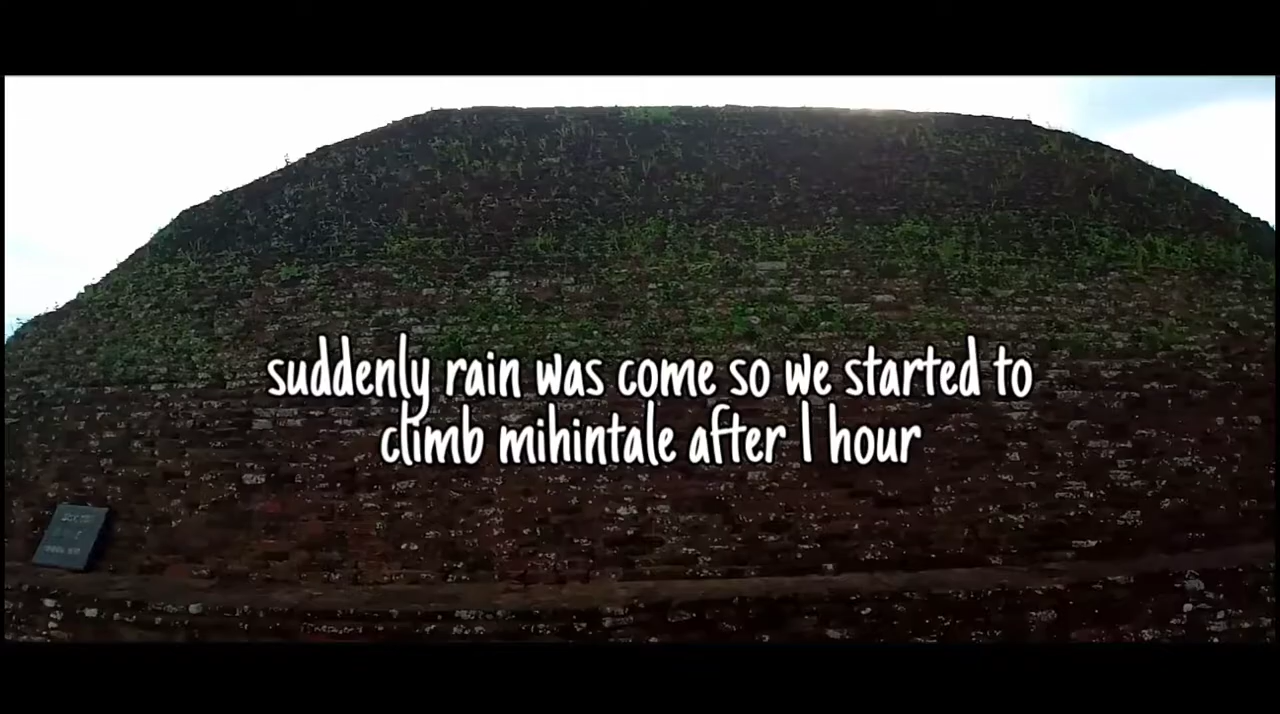 suddenly rain was come so we started to
climb mihintale after 1 hour